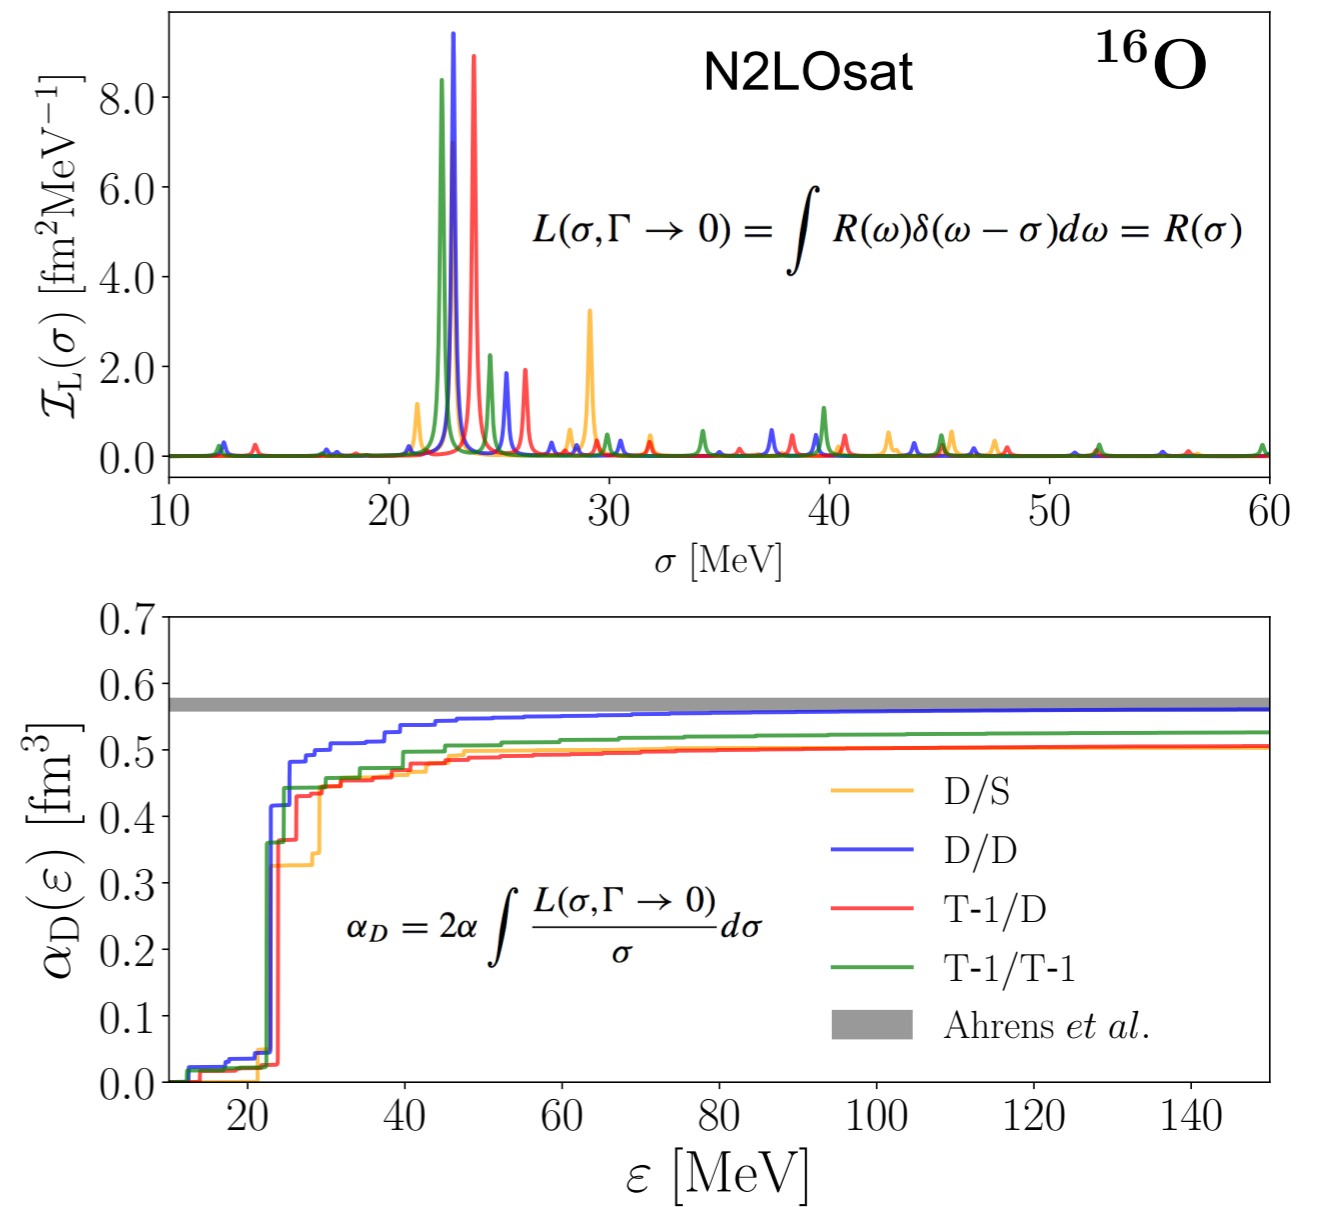 N2LOsat
¹⁶O
8.0
6.0
4.0
2.0
0.0
𝓘_L(σ) [fm²MeV⁻¹]
L(σ,Γ → 0) = ∫ R(ω)δ(ω − σ)dω = R(σ)
10 20 30 40 50 60
σ [MeV]
0.7
0.6
0.5
0.4
0.3
0.2
0.1
0.0
α_D(ε) [fm³]
D/S
D/D
T-1/D
T-1/T-1
Ahrens et al.
α_D = 2α ∫ L(σ,Γ → 0)/σ dσ
20 40 60 80 100 120 140
ε [MeV]